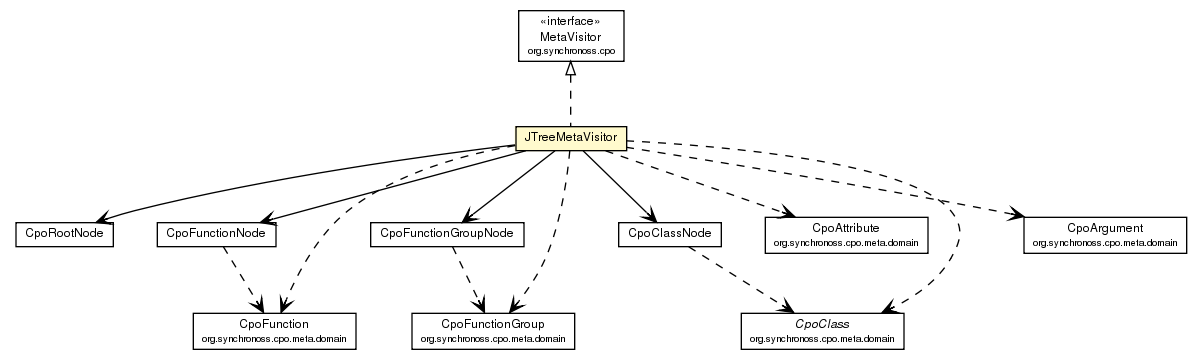 «interface»
MetaVisitor
org.synchronoss.cpo
JTreeMetaVisitor
CpoRootNode
CpoFunctionNode
CpoFunctionGroupNode
CpoClassNode
CpoAttribute
org.synchronoss.cpo.meta.domain
CpoArgument
org.synchronoss.cpo.meta.domain
CpoFunction
org.synchronoss.cpo.meta.domain
CpoFunctionGroup
org.synchronoss.cpo.meta.domain
CpoClass
org.synchronoss.cpo.meta.domain